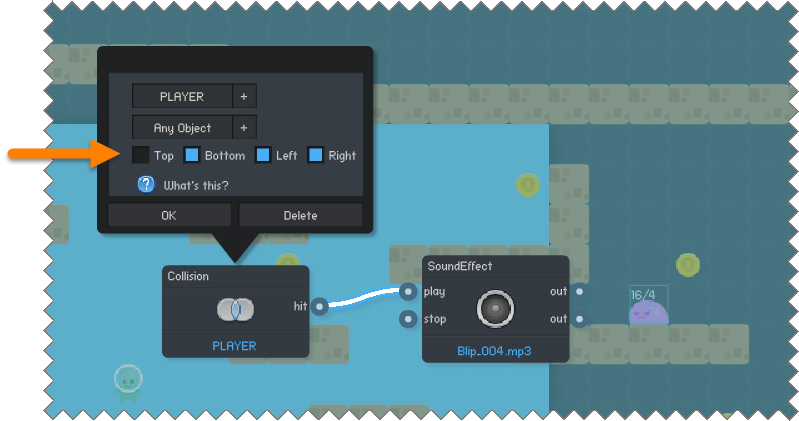 PLAYER +
Any Object +
Top Bottom Left Right
? What's this?
OK Delete
Collision
hit
PLAYER
SoundEffect
play out
stop out
Blip_004.mp3
16/4